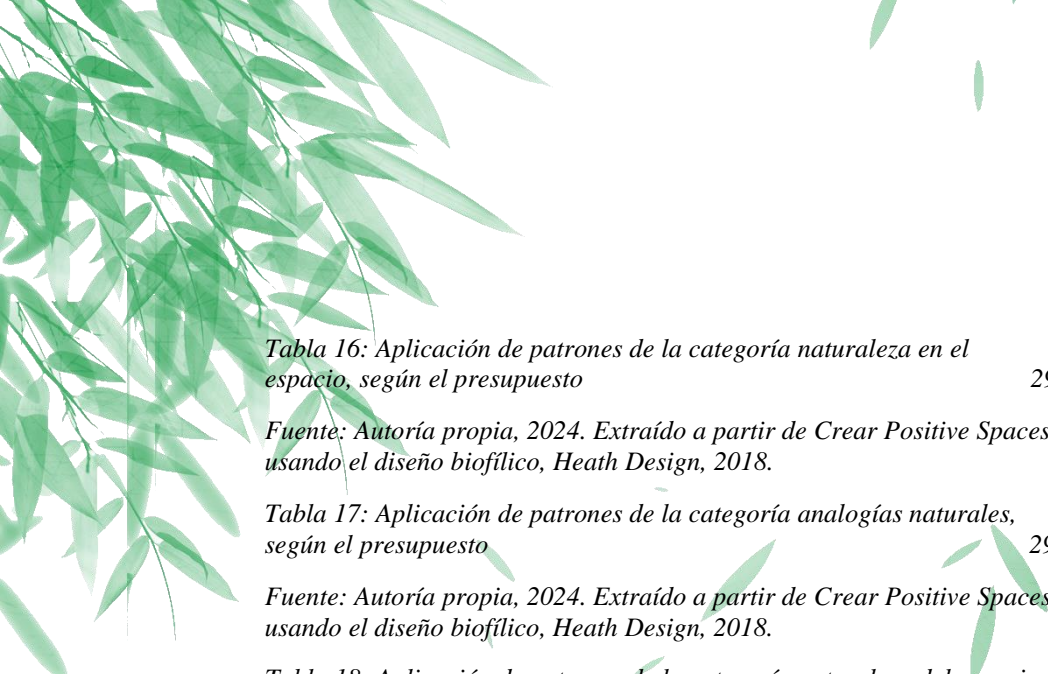 Tabla 16: Aplicación de patrones de la categoría naturaleza en el
espacio, según el presupuesto 29
Fuente: Autoría propia, 2024. Extraído a partir de Crear Positive Spaces
usando el diseño biofílico, Heath Design, 2018.
Tabla 17: Aplicación de patrones de la categoría analogías naturales,
según el presupuesto 29
Fuente: Autoría propia, 2024. Extraído a partir de Crear Positive Spaces
usando el diseño biofílico, Heath Design, 2018.